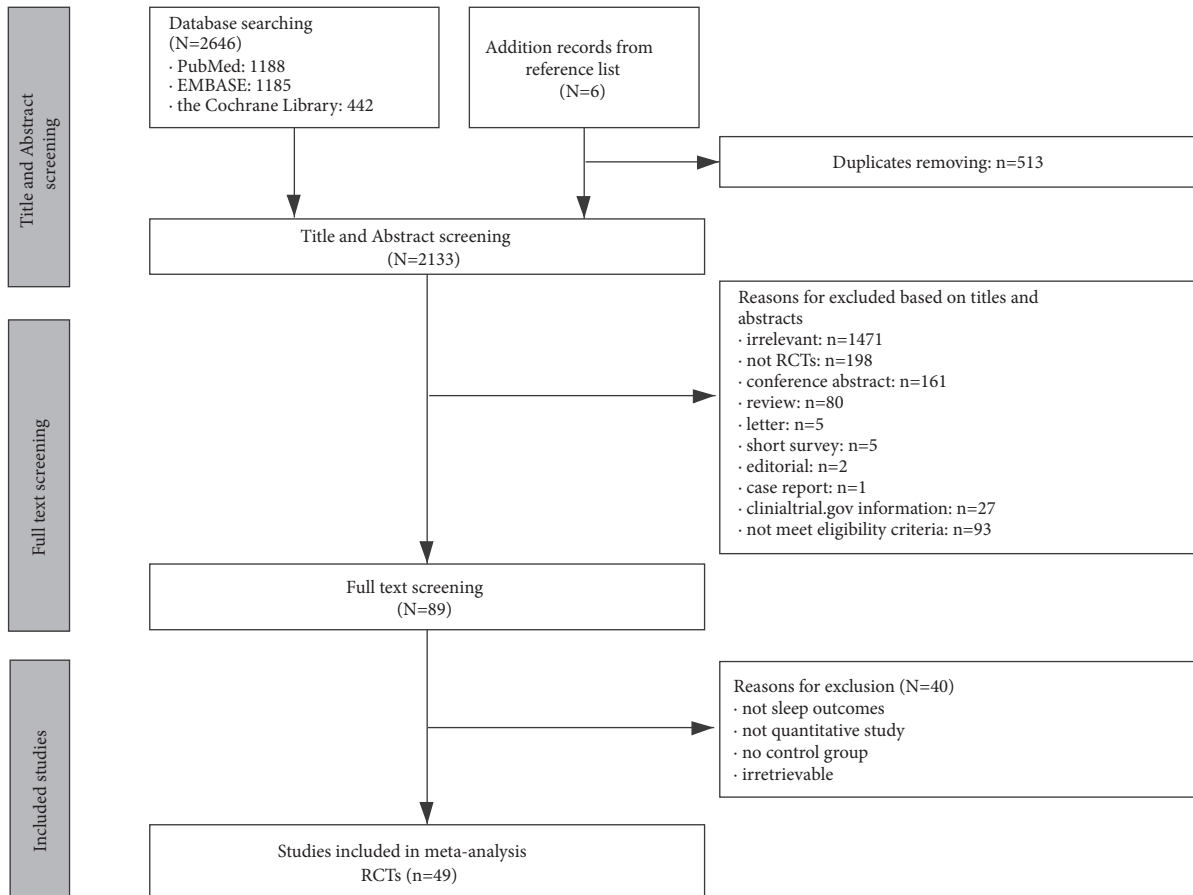 Title and Abstract
screening
Database searching
(N=2646)
· PubMed: 1188
· EMBASE: 1185
· the Cochrane Library: 442
Addition records from
reference list
(N=6)
Duplicates removing: n=513
Title and Abstract screening
(N=2133)
Full text screening
Reasons for excluded based on titles and
abstracts
· irrelevant: n=1471
· not RCTs: n=198
· conference abstract: n=161
· review: n=80
· letter: n=5
· short survey: n=5
· editorial: n=2
· case report: n=1
· clinialtrial.gov information: n=27
· not meet eligibility criteria: n=93
Full text screening
(N=89)
Included studies
Reasons for exclusion (N=40)
· not sleep outcomes
· not quantitative study
· no control group
· irretrievable
Studies included in meta-analysis
RCTs (n=49)